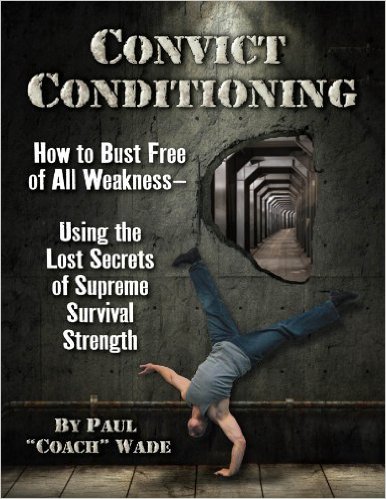 CONVICT
CONDITIONING
How to Bust Free
of All Weakness–
Using the
Lost Secrets
of Supreme
Survival
Strength
BY PAUL
“COACH” WADE